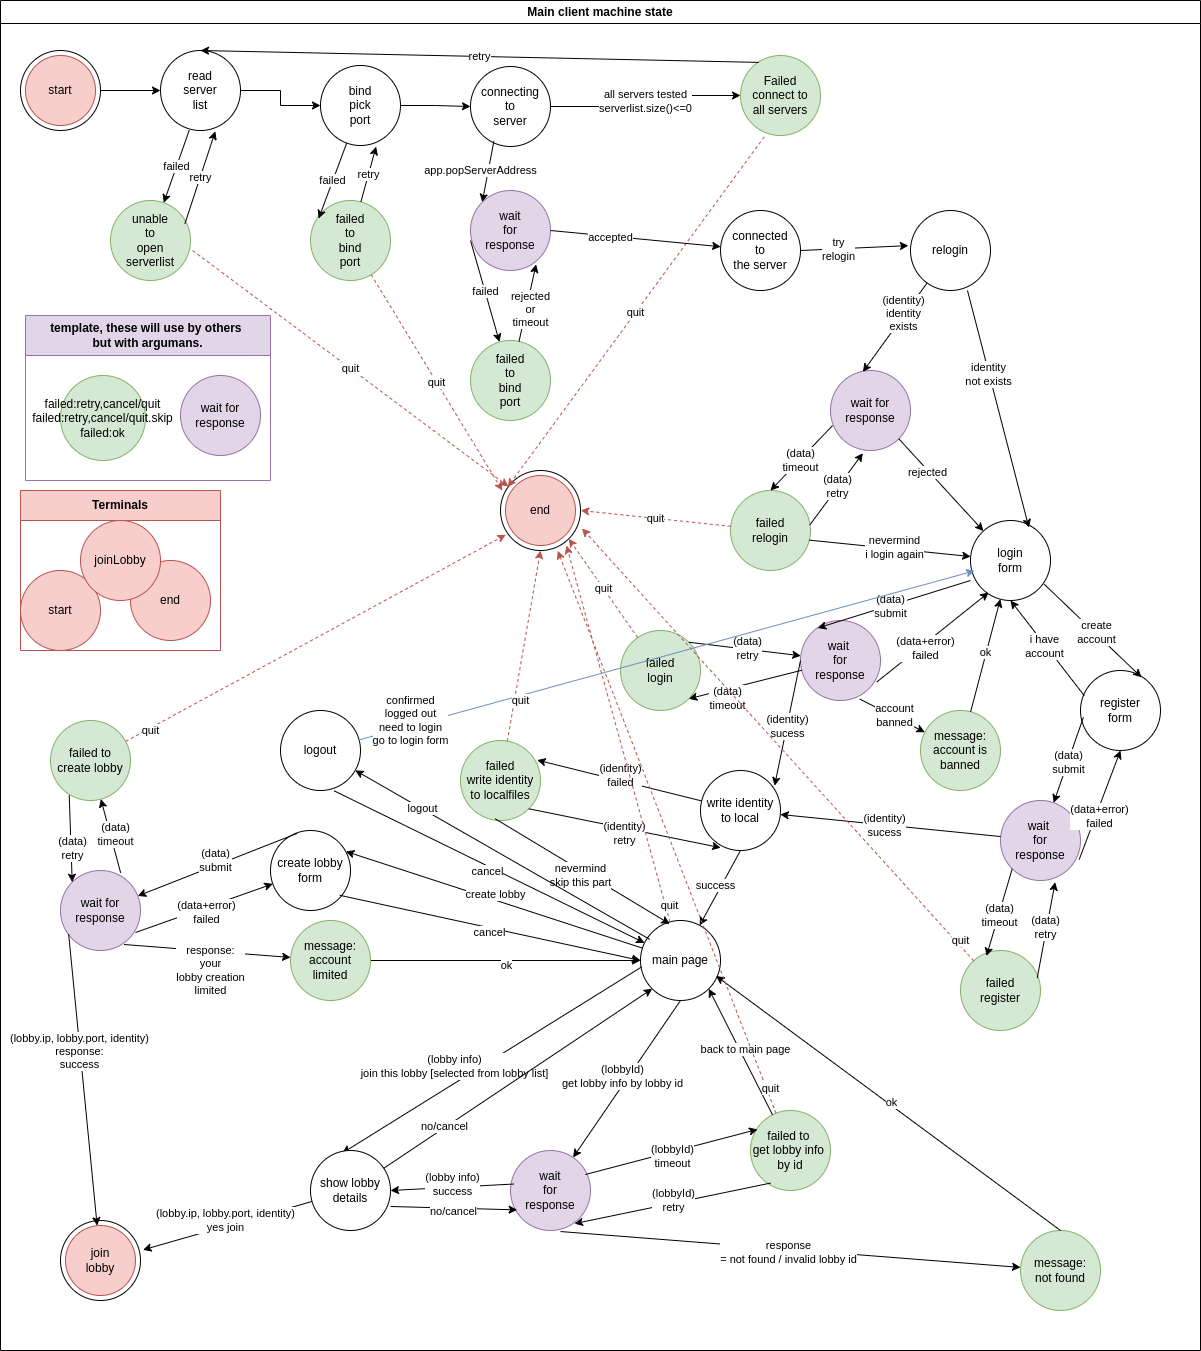 Main client machine state
start
read
server
list
bind
pick
port
connecting
to
server
all servers tested
serverlist.size()<=0
Failed
connect to
all servers
retry
failed
retry
failed
retry
app.popServerAddress
unable
to
open
serverlist
failed
to
bind
port
wait
for
response
accepted
connected
to
the server
try
relogin
relogin
failed
rejected
or
timeout
failed
to
bind
port
quit
quit
quit
(identity)
identity
exists
identity
not exists
template, these will use by others
but with argumans.
failed:retry,cancel/quit
failed:retry,cancel/quit.skip
failed:ok
wait for
response
Terminals
joinLobby
start
end
end
wait for
response
(data)
timeout
(data)
retry
rejected
failed
relogin
quit
nevermind
i login again
login
form
quit
(data)
submit
create
account
i have
account
(data+error)
failed
ok
failed
login
(data)
retry
(data)
timeout
wait
for
response
account
banned
message:
account is
banned
register
form
(identity)
sucess
(data)
submit
(data+error)
failed
confirmed
logged out
need to login
go to login form
quit
quit
failed to
create lobby
logout
failed
write identity
to localfiles
(identity)
failed
(identity)
retry
write identity
to local
(identity)
sucess
wait
for
response
logout
(data)
retry
(data)
timeout
(data)
submit
create lobby
form
cancel
nevermind
skip this part
success
create lobby
quit
(data)
timeout
(data)
retry
wait for
response
(data+error)
failed
cancel
quit
response:
your
lobby creation
limited
message:
account
limited
ok
main page
failed
register
(lobby.ip, lobby.port, identity)
response:
success
(lobby info)
join this lobby [selected from lobby list]
(lobbyId)
get lobby info by lobby id
back to main page
quit
ok
no/cancel
(lobbyId)
timeout
failed to
get lobby info
by id
show lobby
details
(lobby info)
success
no/cancel
wait
for
response
(lobbyId)
retry
(lobby.ip, lobby.port, identity)
yes join
join
lobby
response
= not found / invalid lobby id
message:
not found